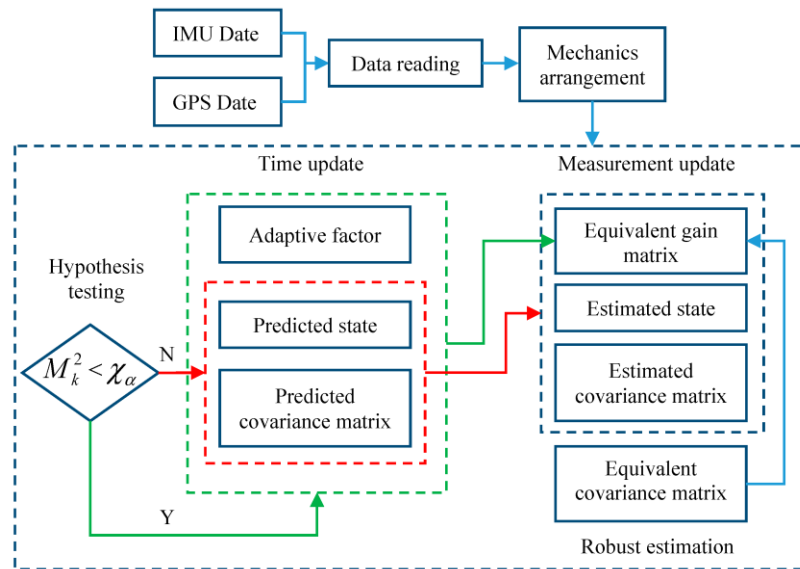 IMU Date
GPS Date
Data reading
Mechanics
arrangement
Time update
Measurement update
Hypothesis
testing
M_k^2 < χ_α
N
Y
Adaptive factor
Predicted state
Predicted
covariance matrix
Equivalent gain
matrix
Estimated state
Estimated
covariance matrix
Equivalent
covariance matrix
Robust estimation